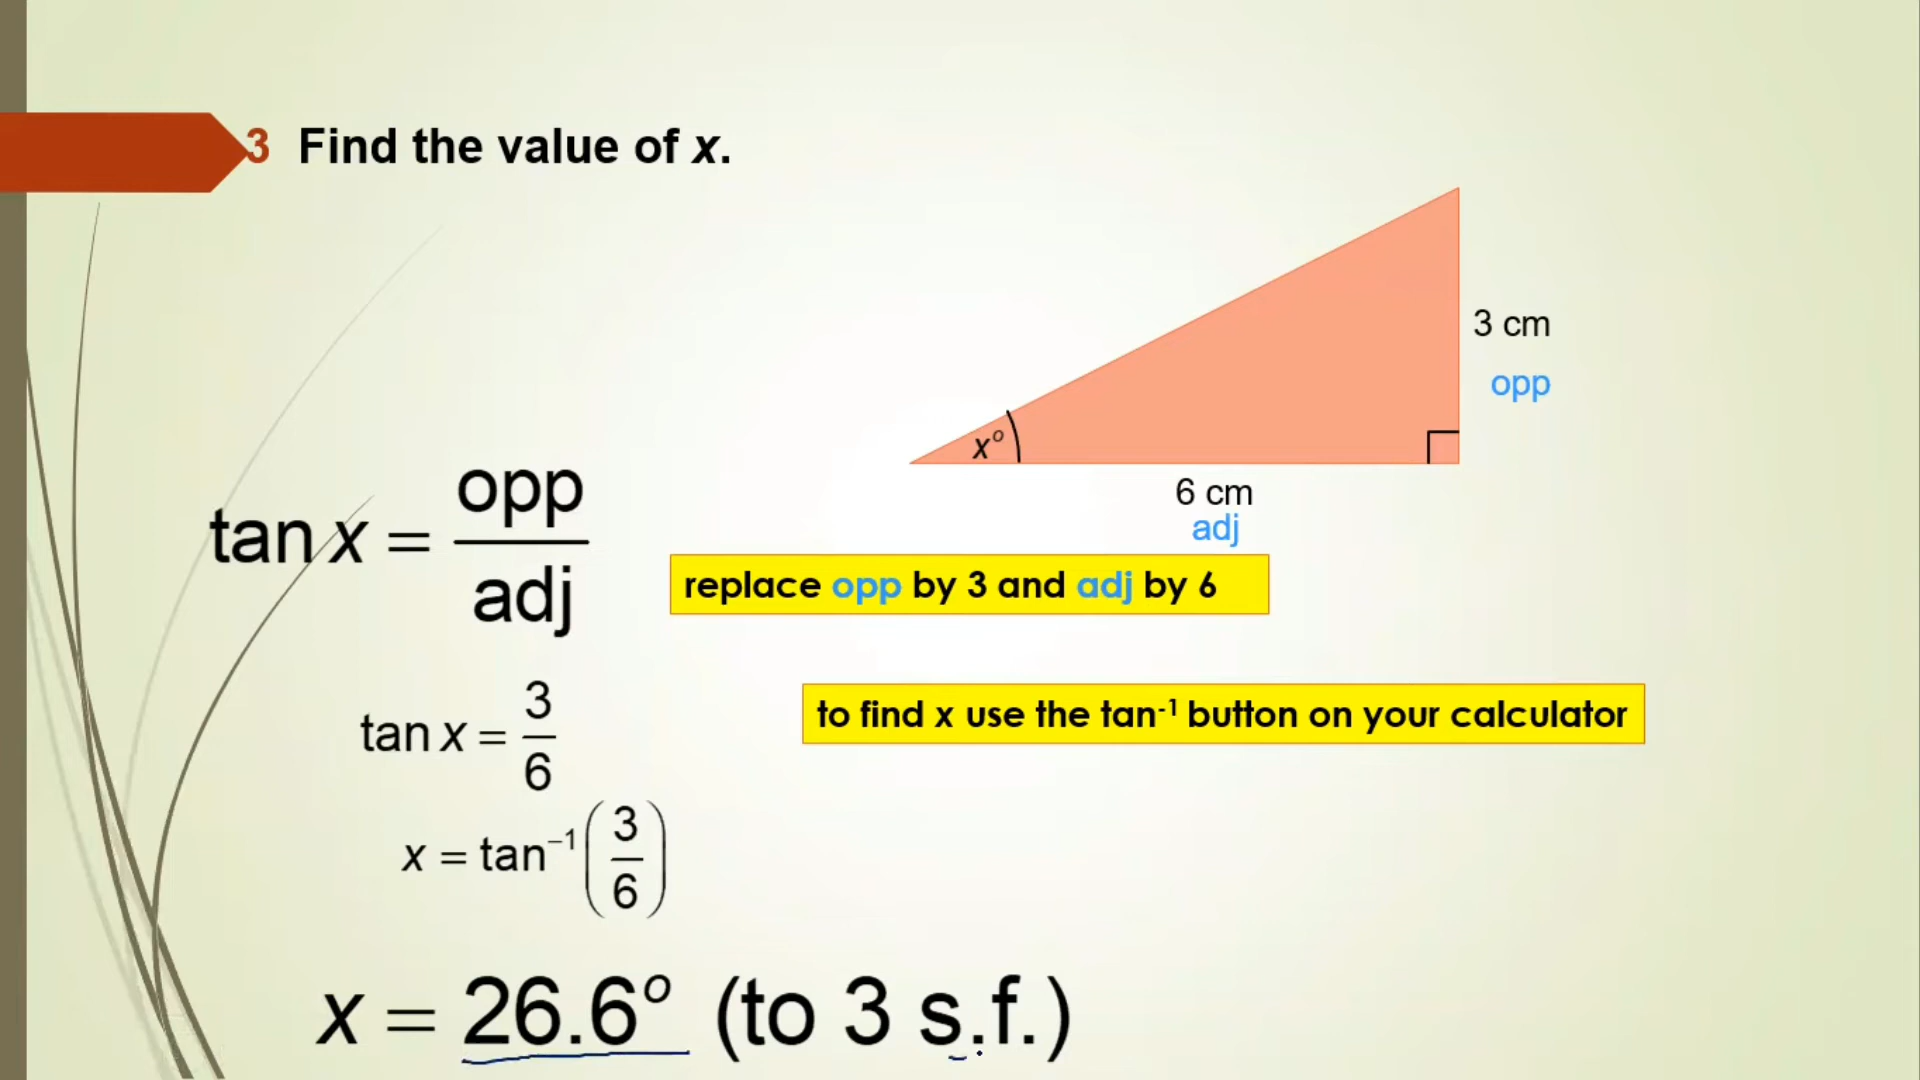 3 Find the value of x.
3 cm
opp
xº
6 cm
adj
tan x = opp/adj
replace opp by 3 and adj by 6
tan x = 3/6
to find x use the tan⁻¹ button on your calculator
x = tan⁻¹(3/6)
x = 26.6º (to 3 s.f.)